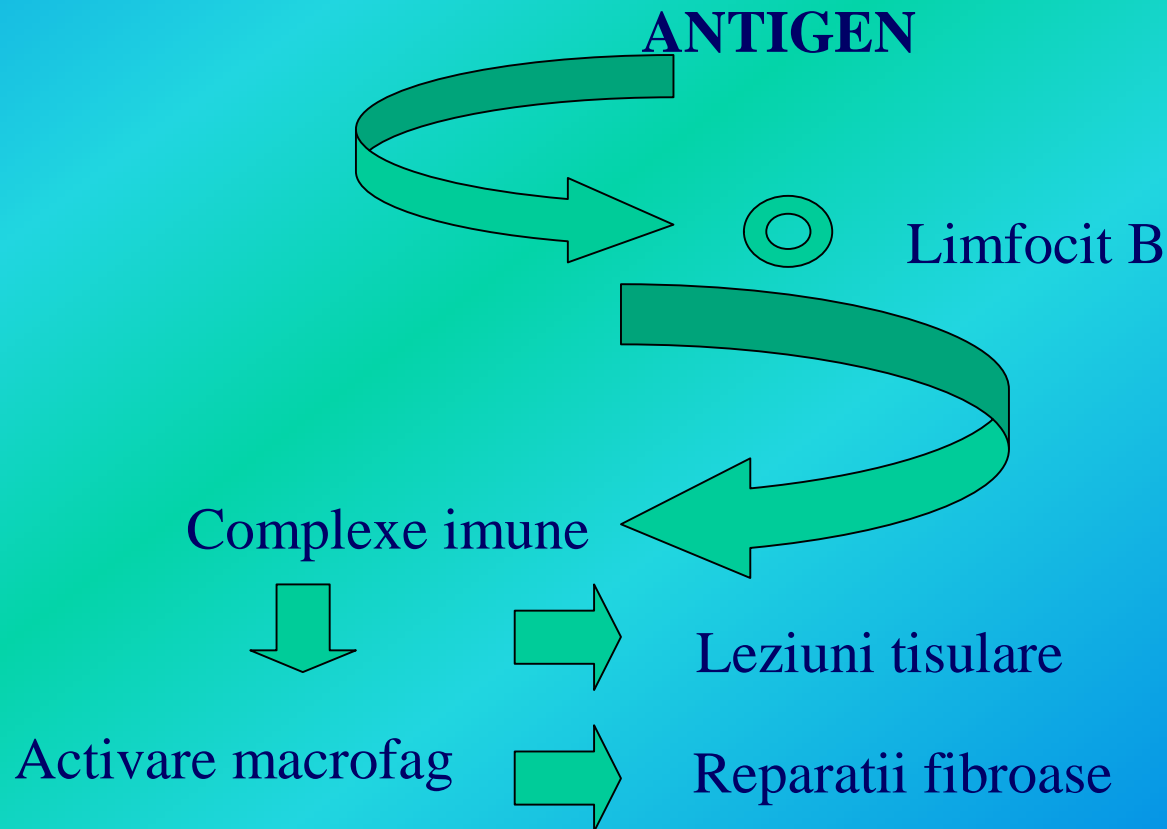 ANTIGEN
Limfocit B
Complexe imune
Leziuni tisulare
Activare macrofag
Reparatii fibroase